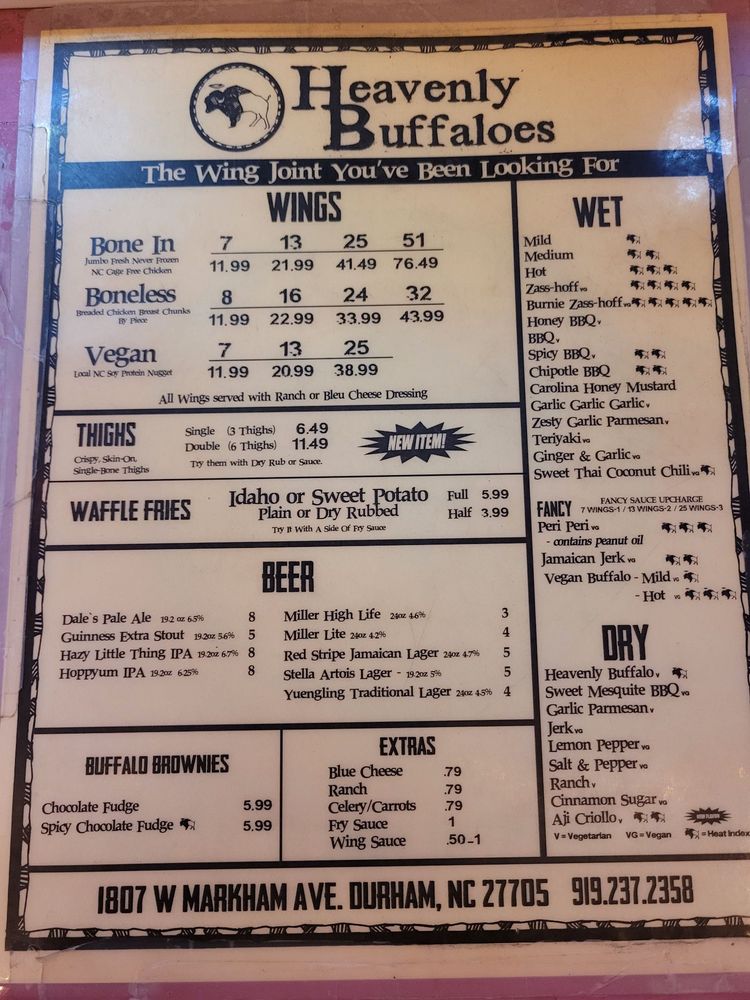 Heavenly
Buffaloes
The Wing Joint You've Been Looking For
WINGS
Bone In 7 13 25 51
Jumbo Fresh Never Frozen
NC Cage Free Chicken
11.99 21.99 41.49 76.49
Boneless 8 16 24 32
Breaded Chicken Breast Chunks
By Piece
11.99 22.99 33.99 43.99
Vegan 7 13 25
Local NC Soy Protein Nugget
11.99 20.99 38.99
All Wings served with Ranch or Bleu Cheese Dressing
THIGHS
Crispy, Skin-On,
Single-Bone Thighs
Single (3 Thighs) 6.49
Double (6 Thighs) 11.49
Try them with Dry Rub or Sauce.
NEW ITEM!
WAFFLE FRIES
Idaho or Sweet Potato
Plain or Dry Rubbed
Try It With A Side Of Fry Sauce
Full 5.99
Half 3.99
BEER
Dale's Pale Ale 19.2 oz 6.5% 8
Guinness Extra Stout 19.2oz 5.6% 5
Hazy Little Thing IPA 19.2oz 6.7% 8
Hoppyum IPA 19.2oz 6.25% 8
Miller High Life 24oz 4.6% 3
Miller Lite 24oz 4.2% 4
Red Stripe Jamaican Lager 24oz 4.7% 5
Stella Artois Lager - 19.2oz 5% 5
Yuengling Traditional Lager 24oz 4.5% 4
BUFFALO BROWNIES
Chocolate Fudge 5.99
Spicy Chocolate Fudge 5.99
EXTRAS
Blue Cheese .79
Ranch .79
Celery/Carrots .79
Fry Sauce 1
Wing Sauce .50-1
WET
Mild
Medium
Hot
Zass-hoff VG
Burnie Zass-hoff VG
Honey BBQ V
BBQ V
Spicy BBQ V
Chipotle BBQ
Carolina Honey Mustard
Garlic Garlic Garlic V
Zesty Garlic Parmesan V
Teriyaki VG
Ginger & Garlic VG
Sweet Thai Coconut Chili VG
FANCY
FANCY SAUCE UPCHARGE
7 WINGS-1 / 13 WINGS-2 / 25 WINGS-3
Peri Peri VG
- contains peanut oil
Jamaican Jerk VG
Vegan Buffalo - Mild VG
- Hot VG
DRY
Heavenly Buffalo V
Sweet Mesquite BBQ VG
Garlic Parmesan V
Jerk VG
Lemon Pepper VG
Salt & Pepper VG
Ranch V
Cinnamon Sugar VG
Aji Criollo V
NEW FLAVOR
V = Vegetarian VG = Vegan = Heat Index
1807 W MARKHAM AVE. DURHAM, NC 27705 919.237.2358